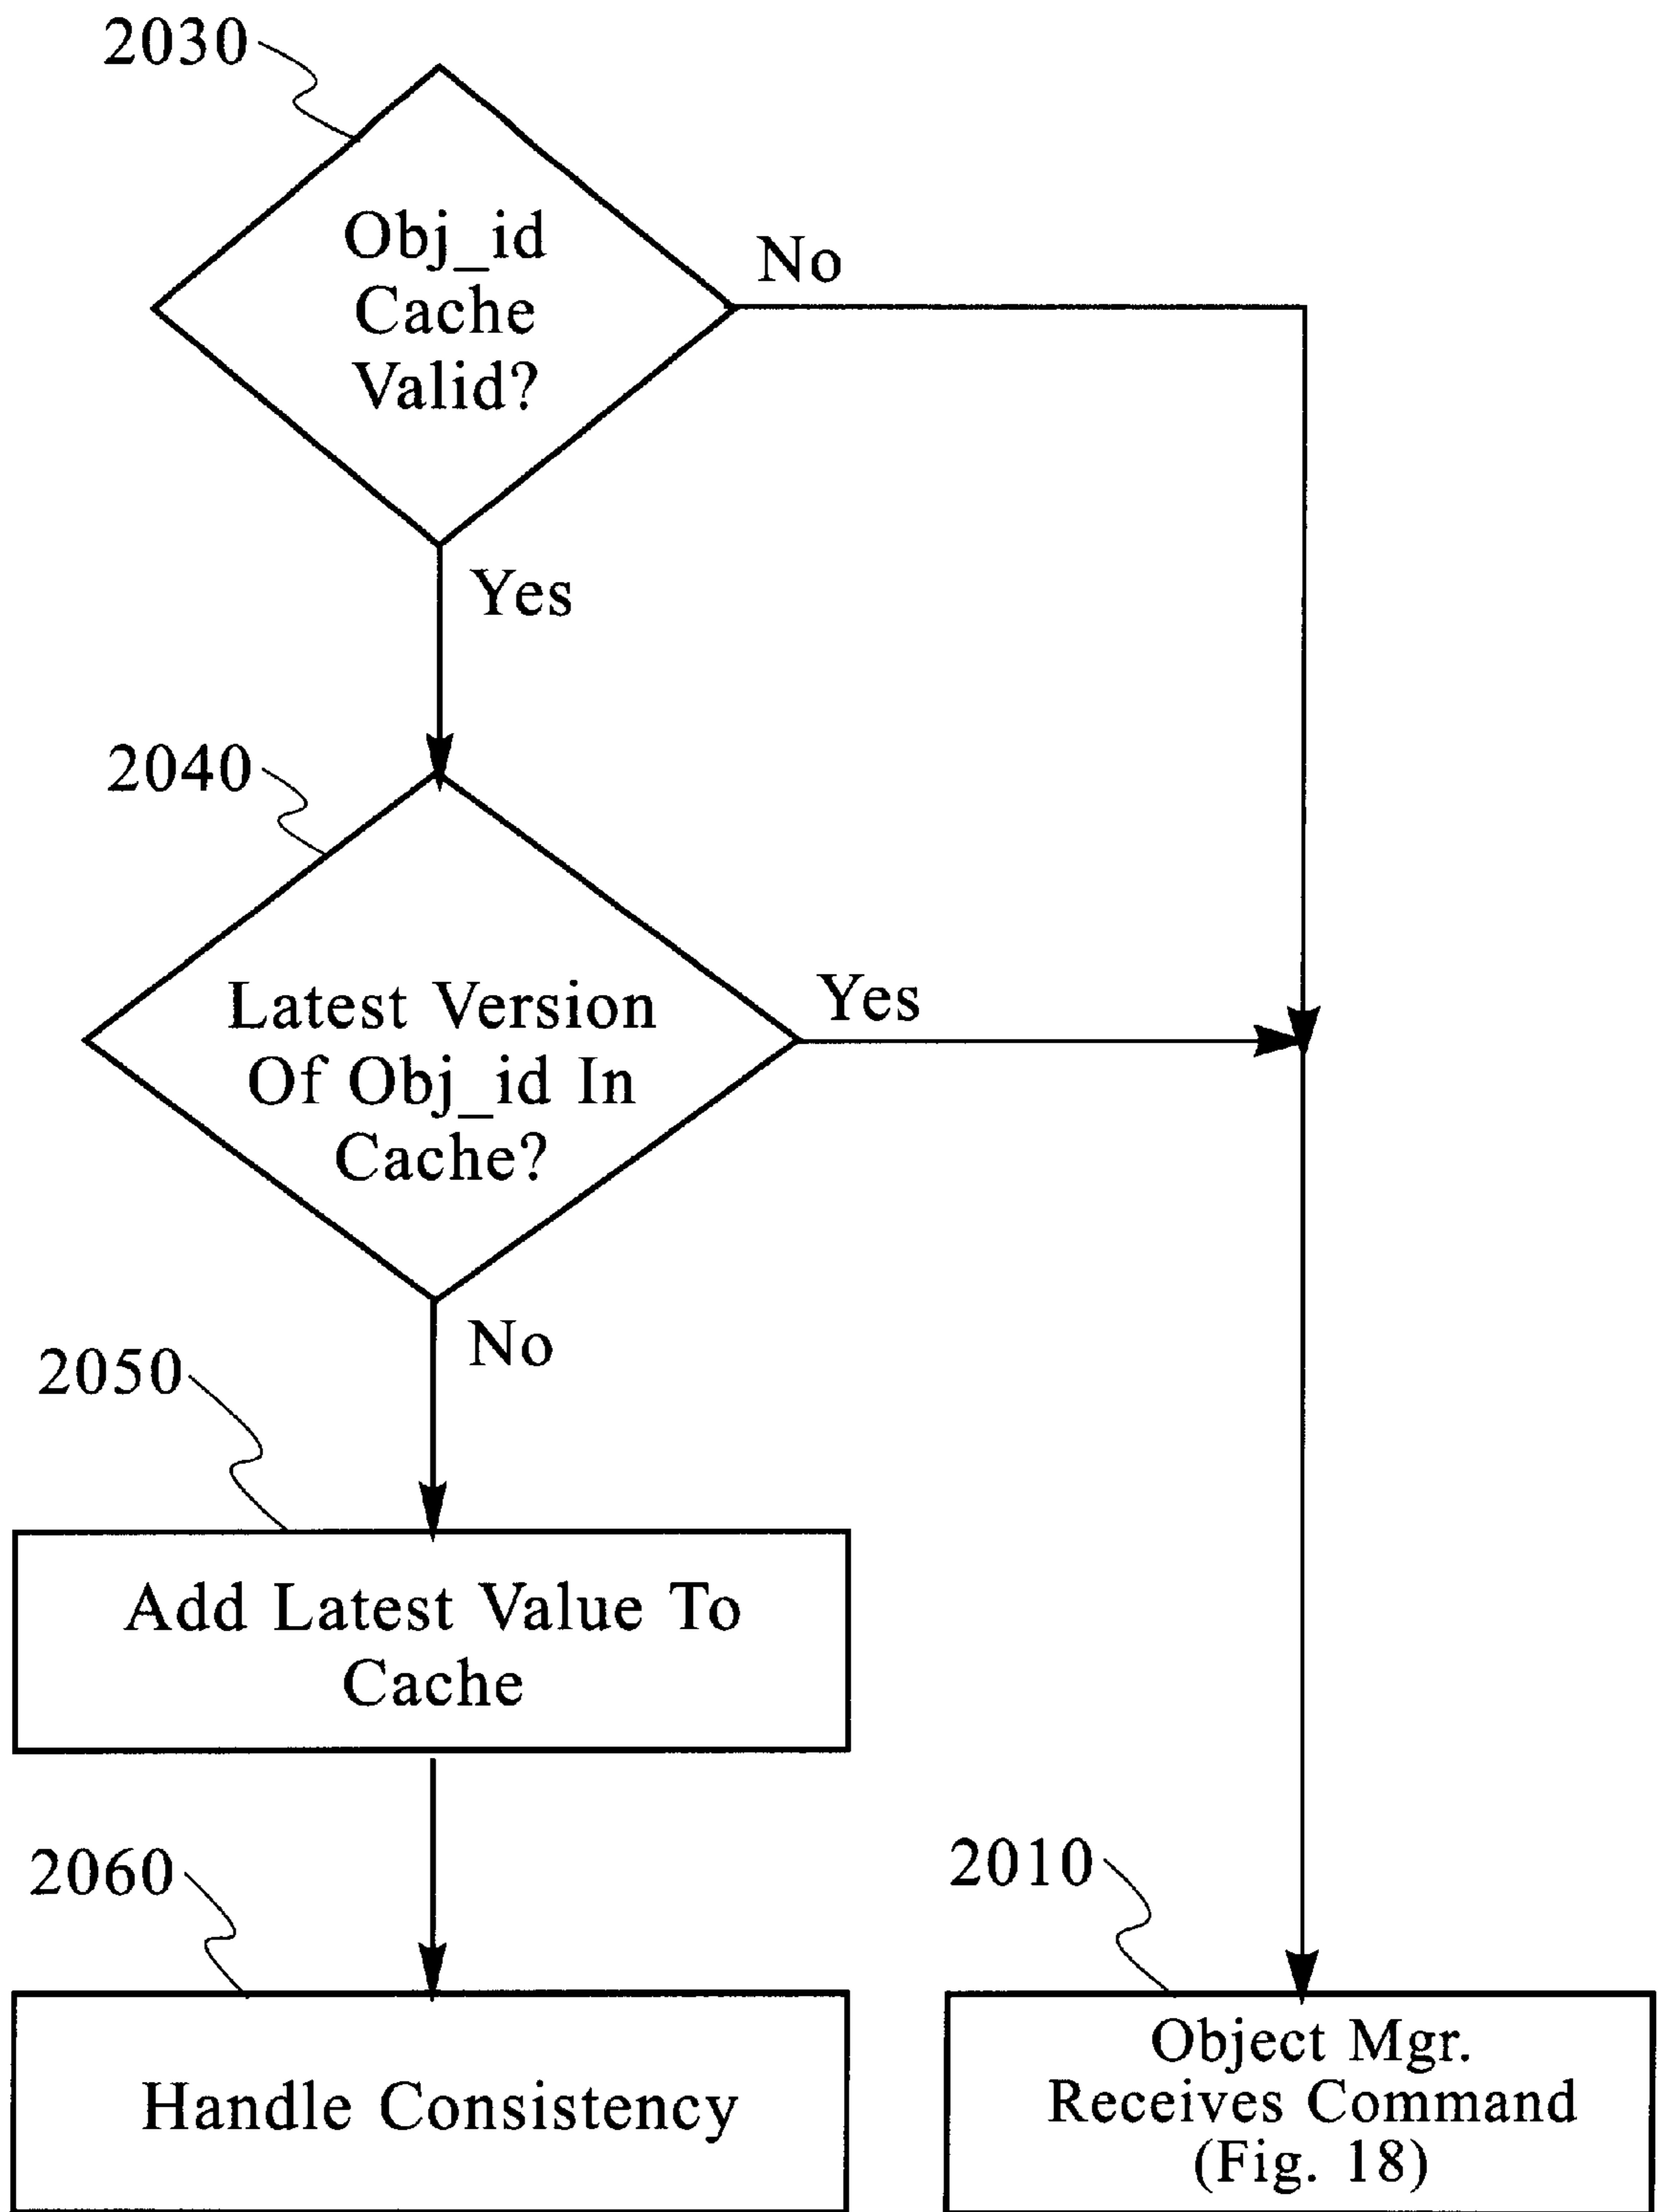 2030
Obj_id
Cache
Valid?
No
Yes
2040
Latest Version
Of Obj_id In
Cache?
Yes
No
2050
Add Latest Value To
Cache
2060
Handle Consistency
2010
Object Mgr.
Receives Command
(Fig. 18)